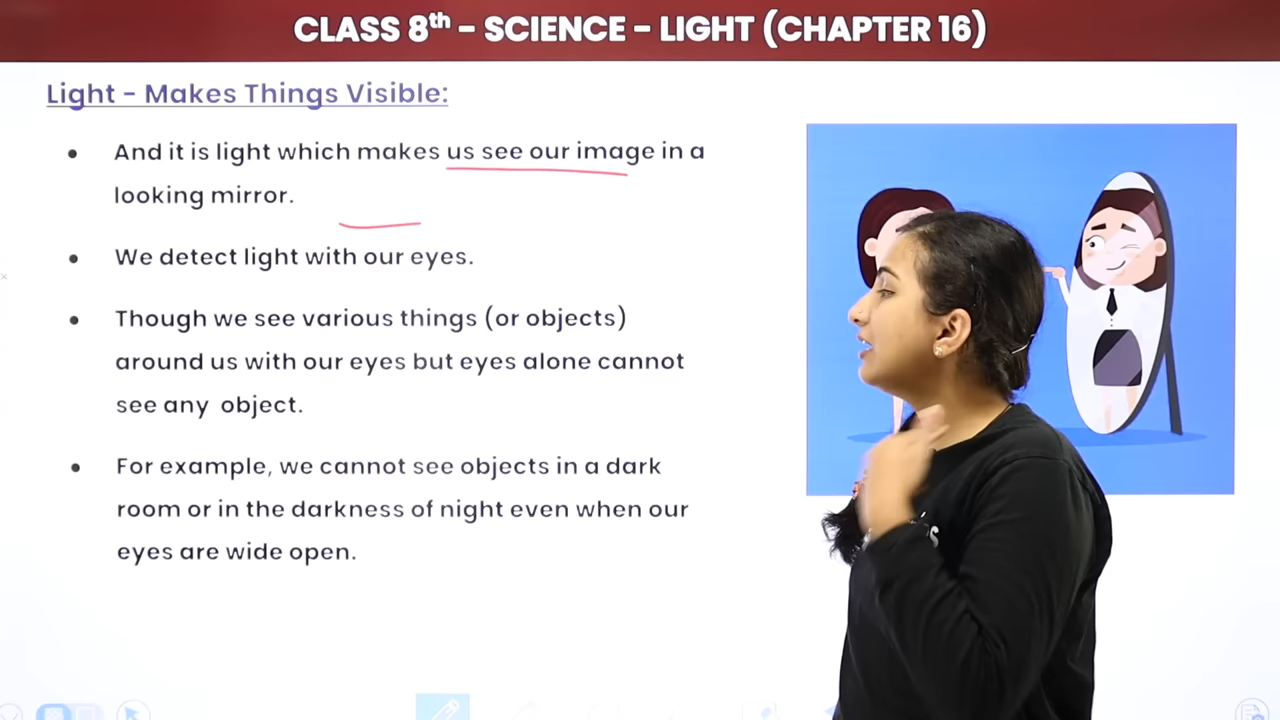 CLASS 8th – SCIENCE – LIGHT (CHAPTER 16)
Light – Makes Things Visible:
• And it is light which makes us see our image in a
looking mirror.
• We detect light with our eyes.
• Though we see various things (or objects)
around us with our eyes but eyes alone cannot
see any object.
• For example, we cannot see objects in a dark
room or in the darkness of night even when our
eyes are wide open.